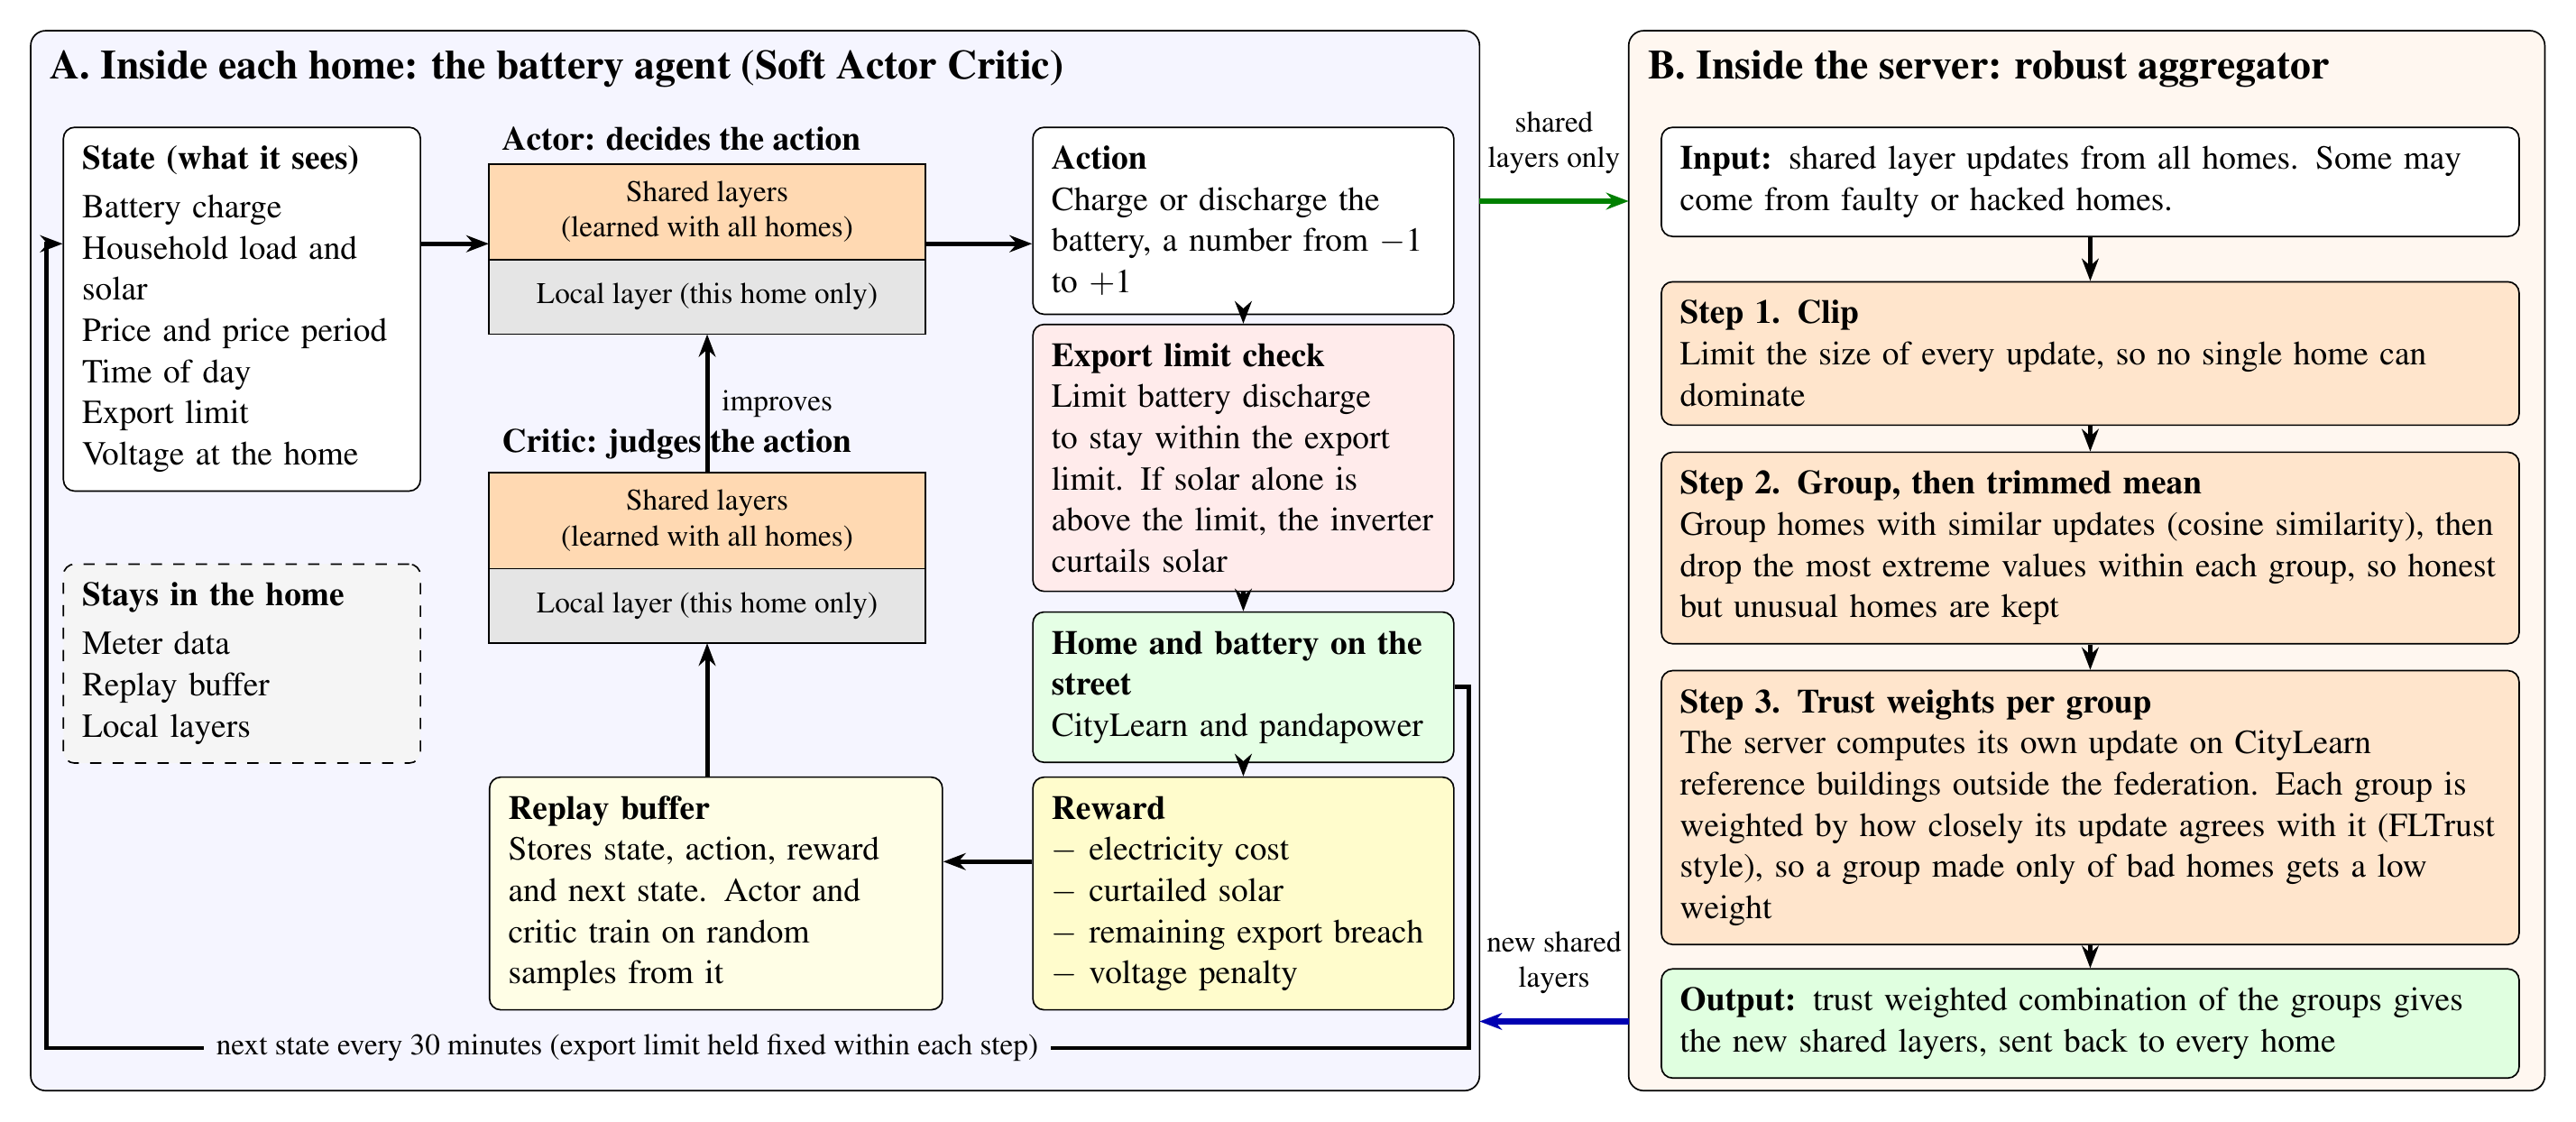 A. Inside each home: the battery agent (Soft Actor Critic)
State (what it sees)
Battery charge
Household load and
solar
Price and price period
Time of day
Export limit
Voltage at the home
Stays in the home
Meter data
Replay buffer
Local layers
Actor: decides the action
Shared layers
(learned with all homes)
Local layer (this home only)
improves
Critic: judges the action
Shared layers
(learned with all homes)
Local layer (this home only)
Replay buffer
Stores state, action, reward
and next state. Actor and
critic train on random
samples from it
Action
Charge or discharge the
battery, a number from −1
to +1
Export limit check
Limit battery discharge
to stay within the export
limit. If solar alone is
above the limit, the inverter
curtails solar
Home and battery on the
street
CityLearn and pandapower
Reward
− electricity cost
− curtailed solar
− remaining export breach
− voltage penalty
next state every 30 minutes (export limit held fixed within each step)
shared
layers only
new shared
layers
B. Inside the server: robust aggregator
Input: shared layer updates from all homes. Some may
come from faulty or hacked homes.
Step 1. Clip
Limit the size of every update, so no single home can
dominate
Step 2. Group, then trimmed mean
Group homes with similar updates (cosine similarity), then
drop the most extreme values within each group, so honest
but unusual homes are kept
Step 3. Trust weights per group
The server computes its own update on CityLearn
reference buildings outside the federation. Each group is
weighted by how closely its update agrees with it (FLTrust
style), so a group made only of bad homes gets a low
weight
Output: trust weighted combination of the groups gives
the new shared layers, sent back to every home